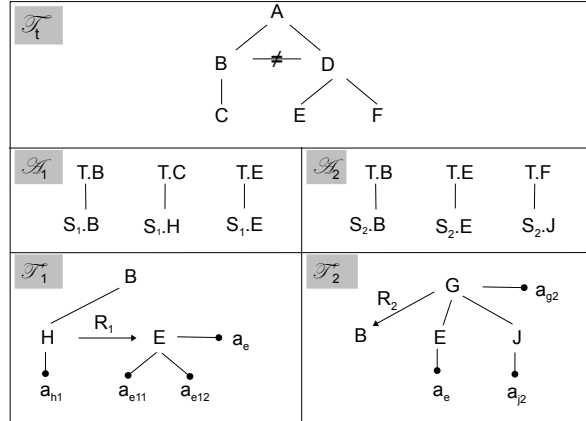 𝒯t
A
B ≠ D
C E F
𝒜1 T.B T.C T.E
S1.B S1.H S1.E
𝒜2 T.B T.E T.F
S2.B S2.E S2.J
𝒯1
B
H R1 E ae
ah1 ae11 ae12
𝒯2
G ag2
R2
B E J
ae aj2